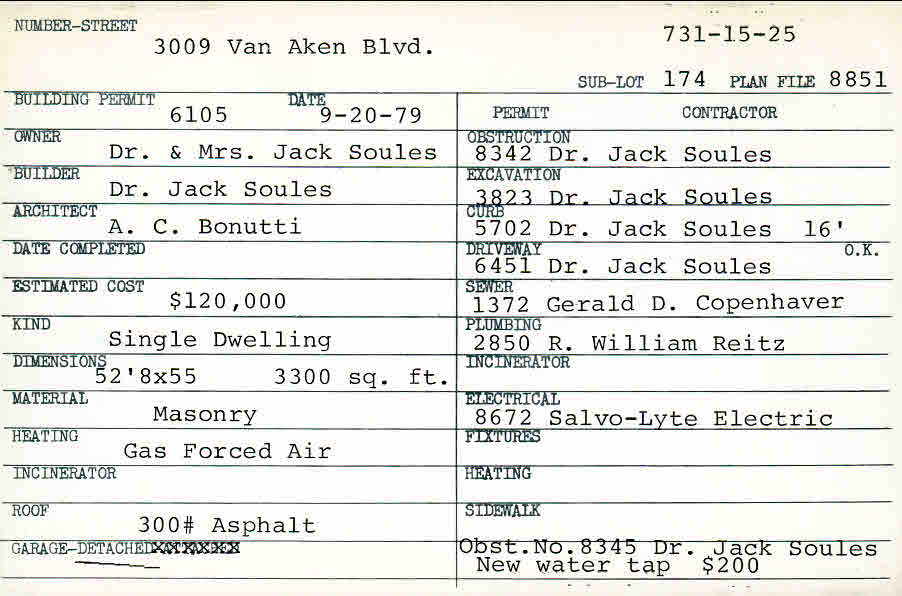 NUMBER-STREET
3009 Van Aken Blvd.
731-15-25
SUB-LOT 174 PLAN FILE 8851
BUILDING PERMIT 6105 DATE 9-20-79
OWNER Dr. & Mrs. Jack Soules
BUILDER Dr. Jack Soules
ARCHITECT A. C. Bonutti
DATE COMPLETED
ESTIMATED COST $120,000
KIND Single Dwelling
DIMENSIONS 52'8x55 3300 sq. ft.
MATERIAL Masonry
HEATING Gas Forced Air
INCINERATOR
ROOF 300# Asphalt
GARAGE-DETACHED
PERMIT CONTRACTOR
OBSTRUCTION
8342 Dr. Jack Soules
EXCAVATION
3823 Dr. Jack Soules
CURB
5702 Dr. Jack Soules 16'
DRIVEWAY O.K.
6451 Dr. Jack Soules
SEWER
1372 Gerald D. Copenhaver
PLUMBING
2850 R. William Reitz
INCINERATOR
ELECTRICAL
8672 Salvo-Lyte Electric
FIXTURES
HEATING
SIDEWALK
Obst.No.8345 Dr. Jack Soules
New water tap $200